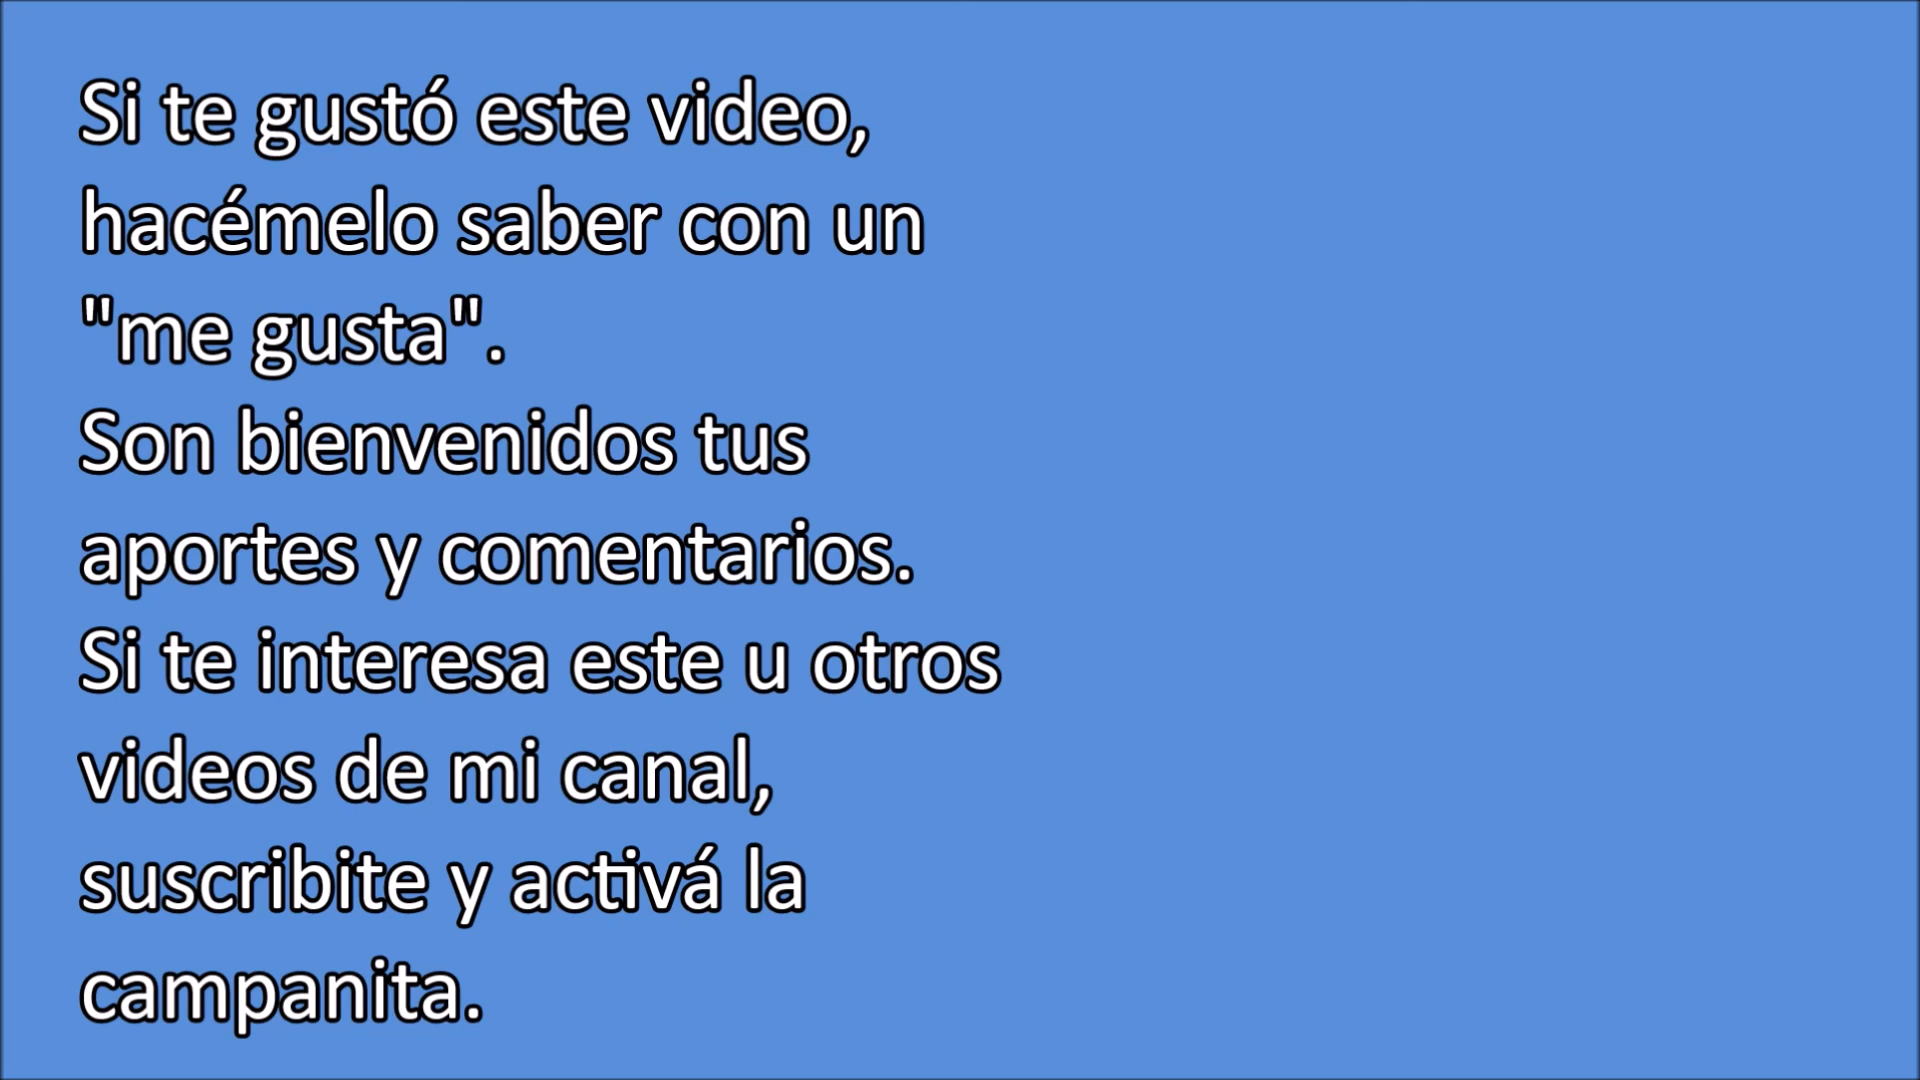 Si te gustó este video,
hacémelo saber con un
"me gusta".
Son bienvenidos tus
aportes y comentarios.
Si te interesa este u otros
videos de mi canal,
suscribite y activá la
campanita.